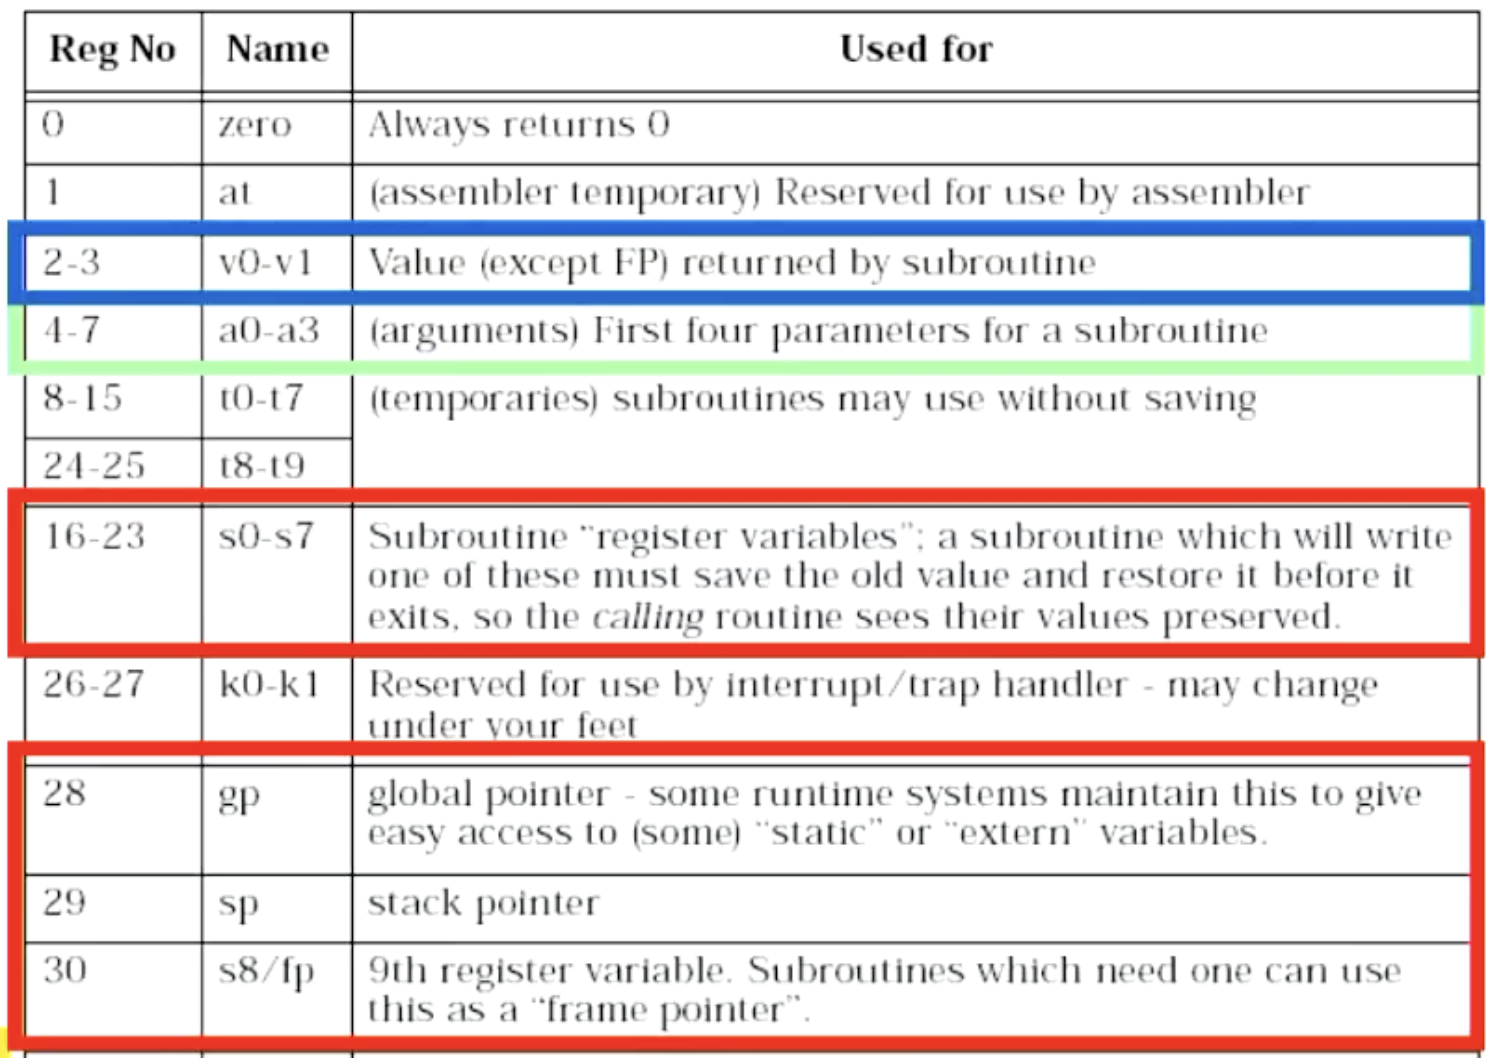 Reg No Name Used for
0 zero Always returns 0
1 at (assembler temporary) Reserved for use by assembler
2-3 v0-v1 Value (except FP) returned by subroutine
4-7 a0-a3 (arguments) First four parameters for a subroutine
8-15 t0-t7 (temporaries) subroutines may use without saving
24-25 t8-t9
16-23 s0-s7 Subroutine “register variables”; a subroutine which will write
one of these must save the old value and restore it before it
exits, so the calling routine sees their values preserved.
26-27 k0-k1 Reserved for use by interrupt/trap handler - may change
under your feet
28 gp global pointer - some runtime systems maintain this to give
easy access to (some) “static” or “extern” variables.
29 sp stack pointer
30 s8/fp 9th register variable. Subroutines which need one can use
this as a “frame pointer”.